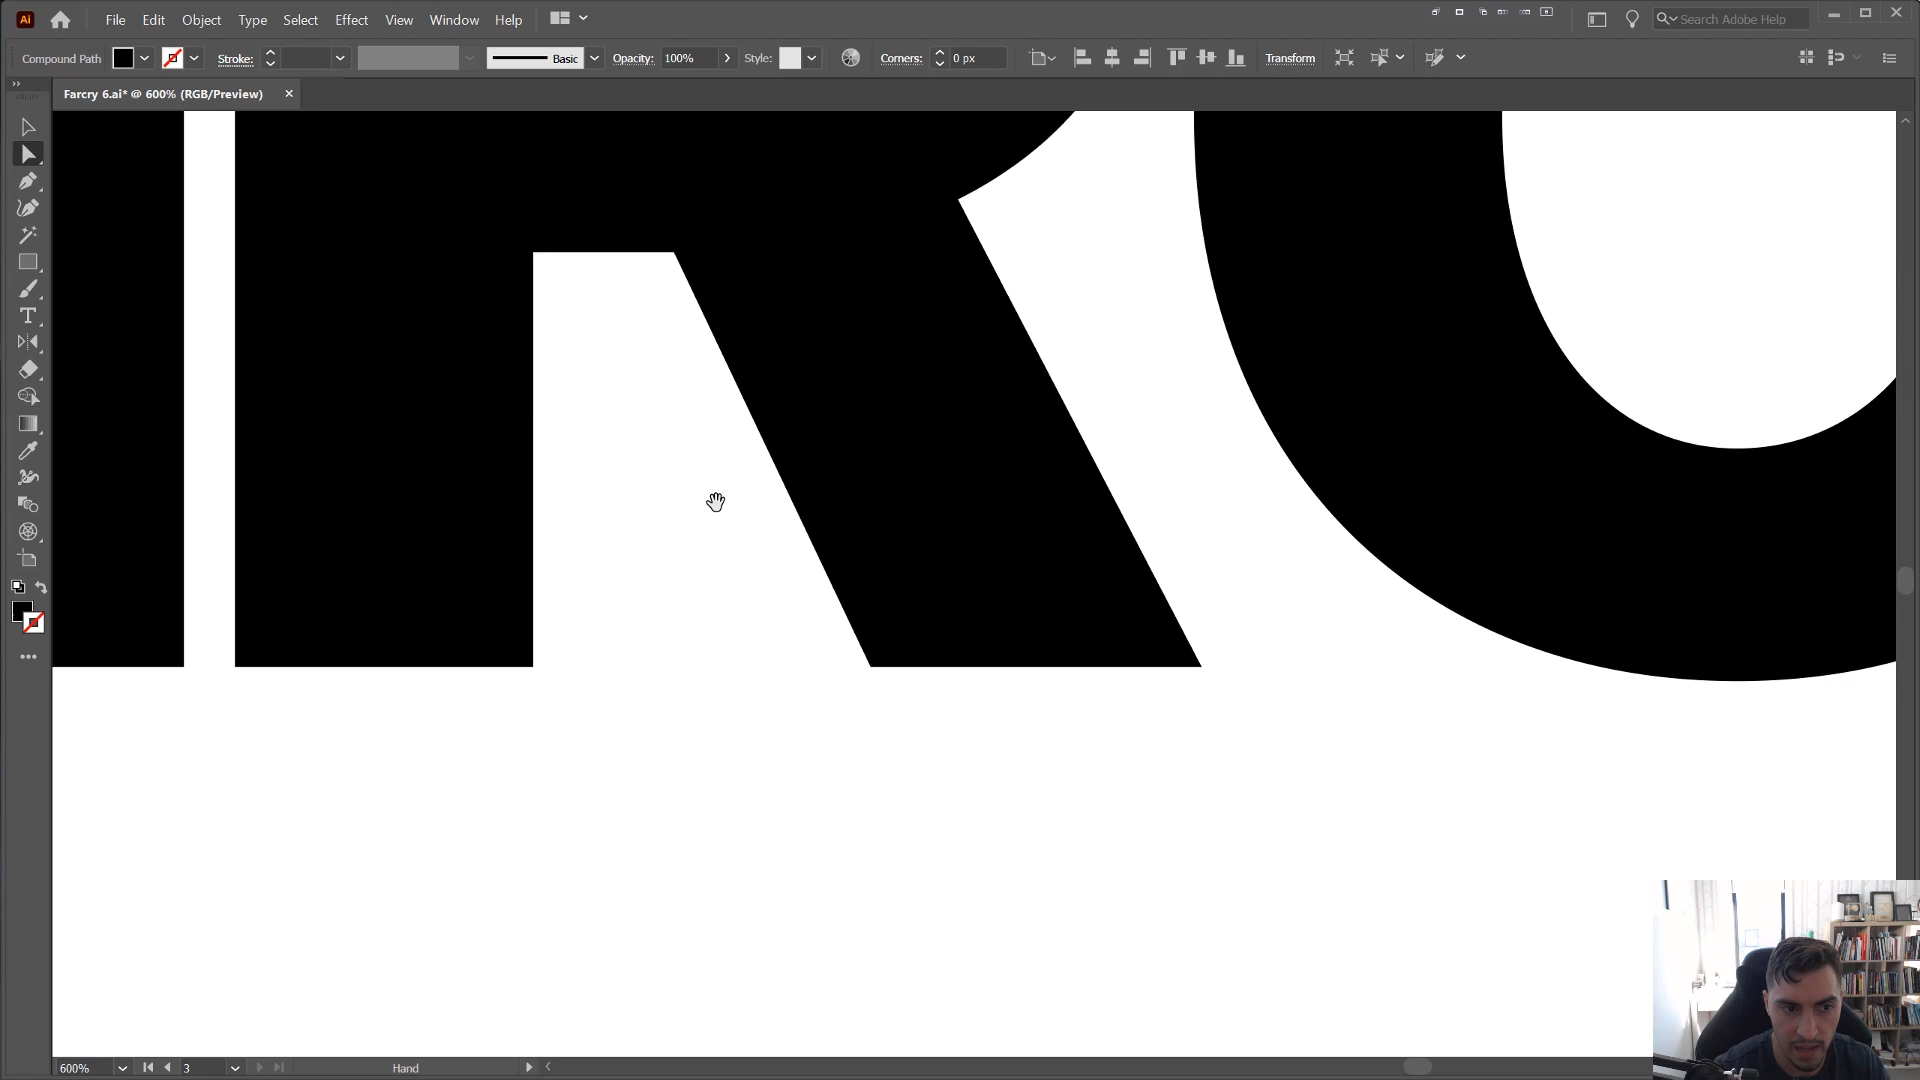 Ai File Edit Object Type Select Effect View Window Help Search Adobe Help
Compound Path Stroke: Basic Opacity: 100% Style: Corners: 0 px Transform
Farcry 6.ai* @ 600% (RGB/Preview) ×
RO
600% 3 Hand